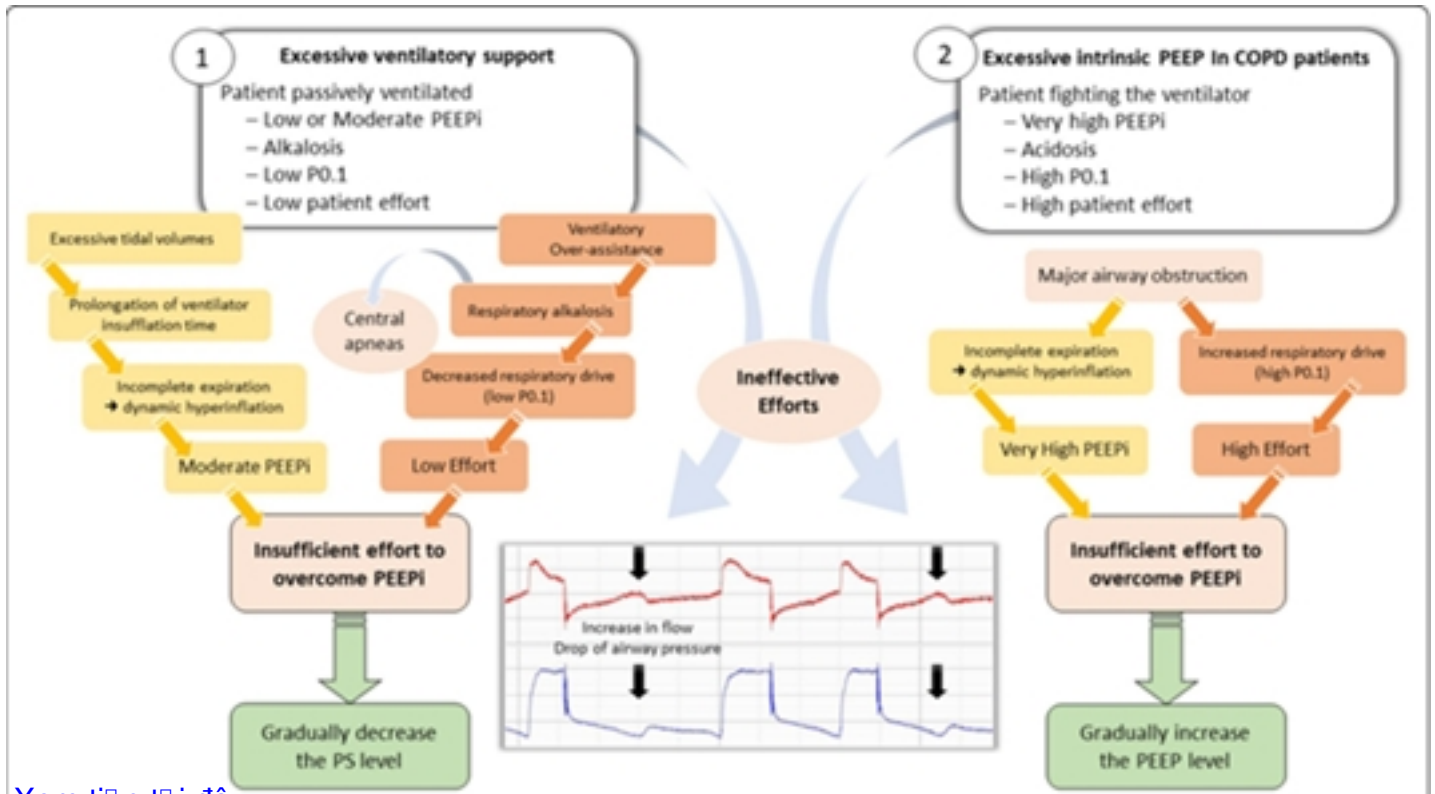 1
Excessive ventilatory support
Patient passively ventilated
– Low or Moderate PEEPi
– Alkalosis
– Low P0.1
– Low patient effort
2
Excessive intrinsic PEEP In COPD patients
Patient fighting the ventilator
– Very high PEEPi
– Acidosis
– High P0.1
– High patient effort
Excessive tidal volumes
Prolongation of ventilator
insufflation time
Incomplete expiration
➔ dynamic hyperinflation
Moderate PEEPi
Ventilatory
Over-assistance
Respiratory alkalosis
Central
apneas
Decreased respiratory drive
(low P0.1)
Low Effort
Insufficient effort to
overcome PEEPi
Gradually decrease
the PS level
Ineffective
Efforts
Increase in flow
Drop of airway pressure
Major airway obstruction
Incomplete expiration
➔ dynamic hyperinflation
Very High PEEPi
Increased respiratory drive
(high P0.1)
High Effort
Insufficient effort to
overcome PEEPi
Gradually increase
the PEEP level